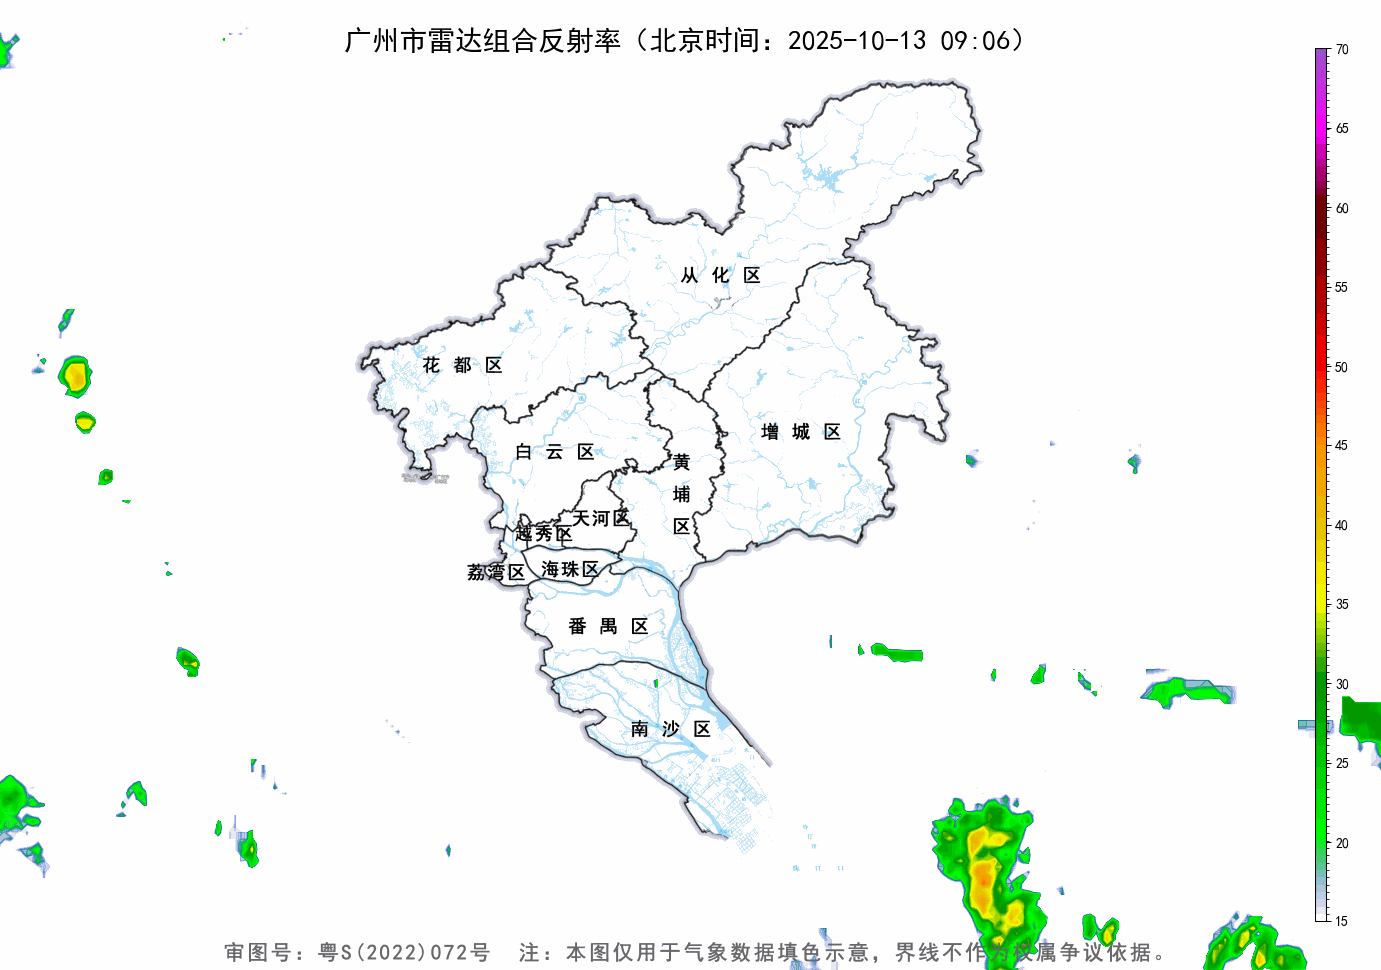 广州市雷达组合反射率（北京时间：2025-10-13 09:06）
70
65
60
55
50
45
40
35
30
25
20
15
从化区
花都区
增城区
白云区
黄埔区
天河区
越秀区
荔湾区
海珠区
番禺区
南沙区
审图号：粤S(2022)072号 注：本图仅用于气象数据填色示意，界线不作为权属争议依据。